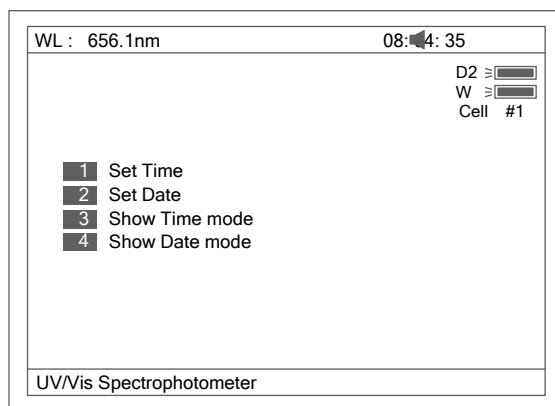 WL : 656.1nm 08: 4: 35
D2
W
Cell #1
1 Set Time
2 Set Date
3 Show Time mode
4 Show Date mode
UV/Vis Spectrophotometer